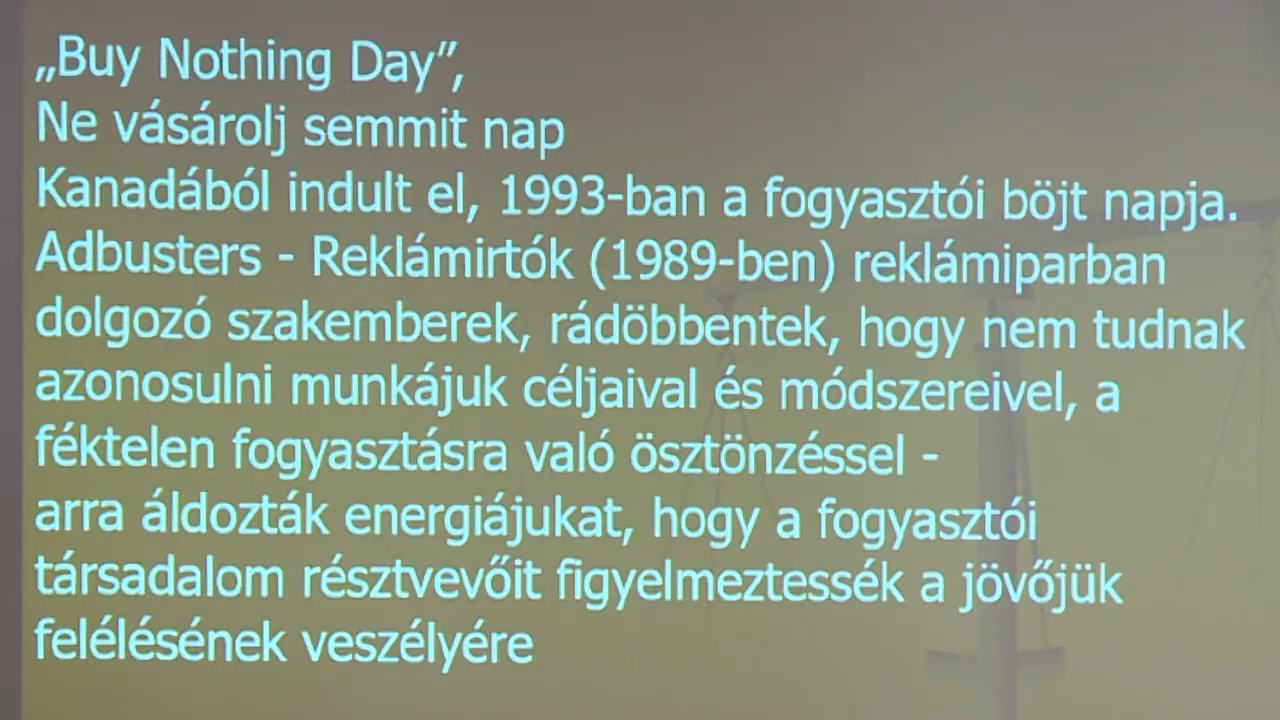 „Buy Nothing Day”,
Ne vásárolj semmit nap
Kanadából indult el, 1993-ban a fogyasztói böjt napja.
Adbusters - Reklámirtók (1989-ben) reklámiparban
dolgozó szakemberek, rádöbbentek, hogy nem tudnak
azonosulni munkájuk céljaival és módszereivel, a
féktelen fogyasztásra való ösztönzéssel -
arra áldozták energiájukat, hogy a fogyasztói
társadalom résztvevőit figyelmeztessék a jövőjük
felélésének veszélyére